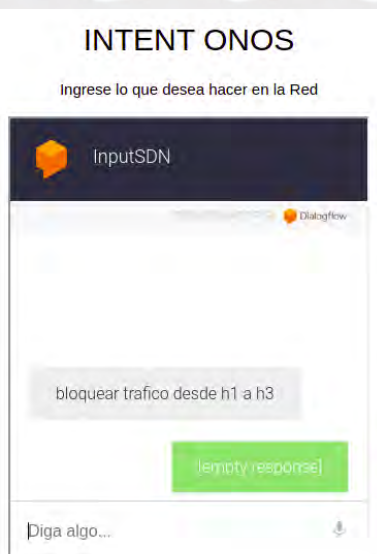 INTENT ONOS
Ingrese lo que desea hacer en la Red
InputSDN
Dialogflow
bloquear trafico desde h1 a h3
[empty response]
Diga algo...